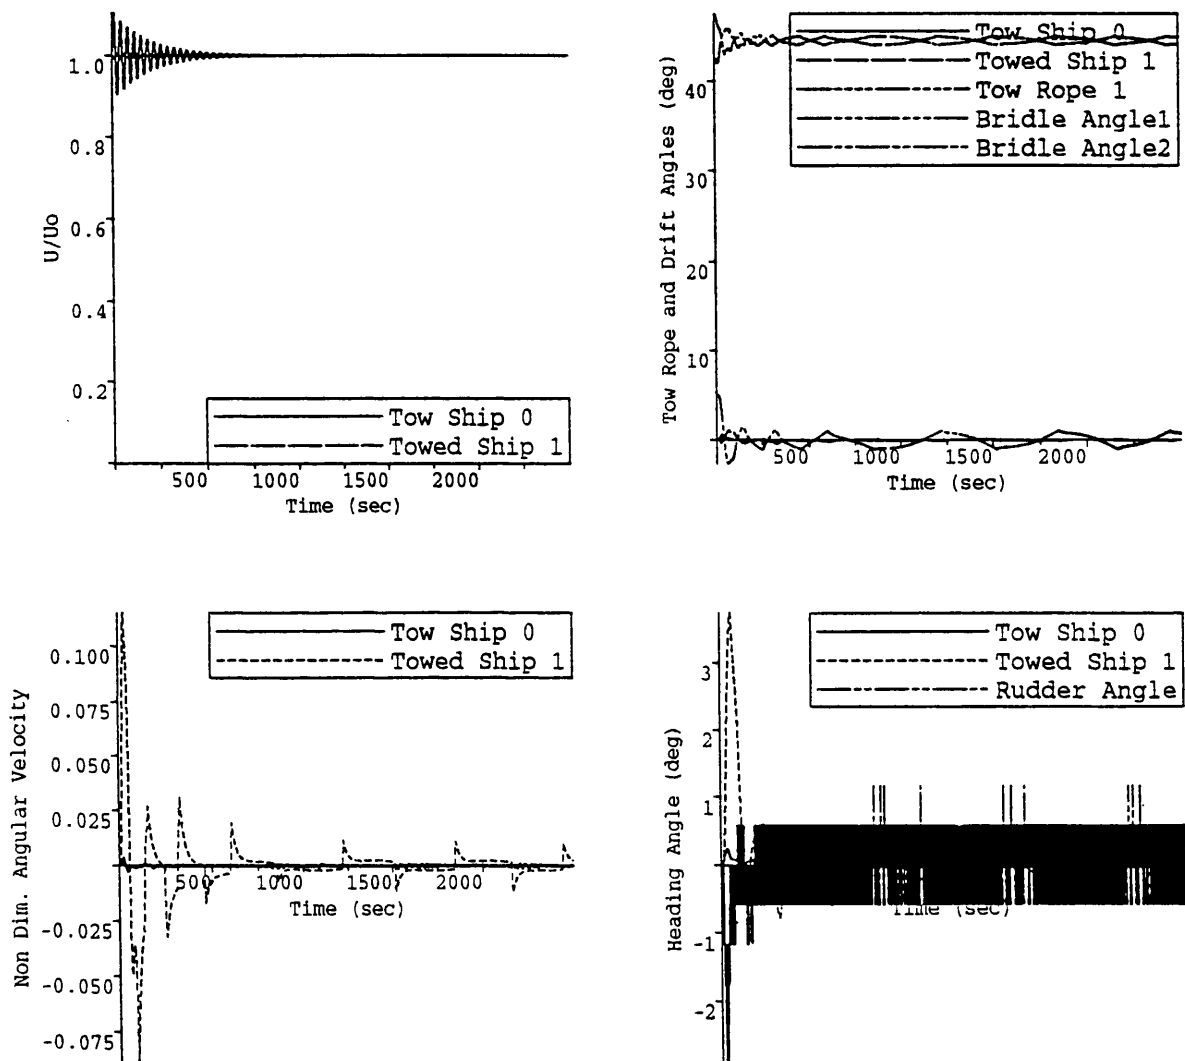 1.0
0.8
0.6
0.4
0.2
U/Uo
Tow Ship 0
Towed Ship 1
500 1000 1500 2000
Time (sec)
40
30
20
10
Tow Rope and Drift Angles (deg)
Tow Ship 0
Towed Ship 1
Tow Rope 1
Bridle Angle1
Bridle Angle2
500 1000 1500 2000
Time (sec)
0.100
0.075
0.050
0.025
0.000
-0.025
-0.050
-0.075
Non Dim. Angular Velocity
Tow Ship 0
Towed Ship 1
500 1000 1500 2000
Time (sec)
3
2
1
-1
-2
Heading Angle (deg)
Tow Ship 0
Towed Ship 1
Rudder Angle
Time (sec)